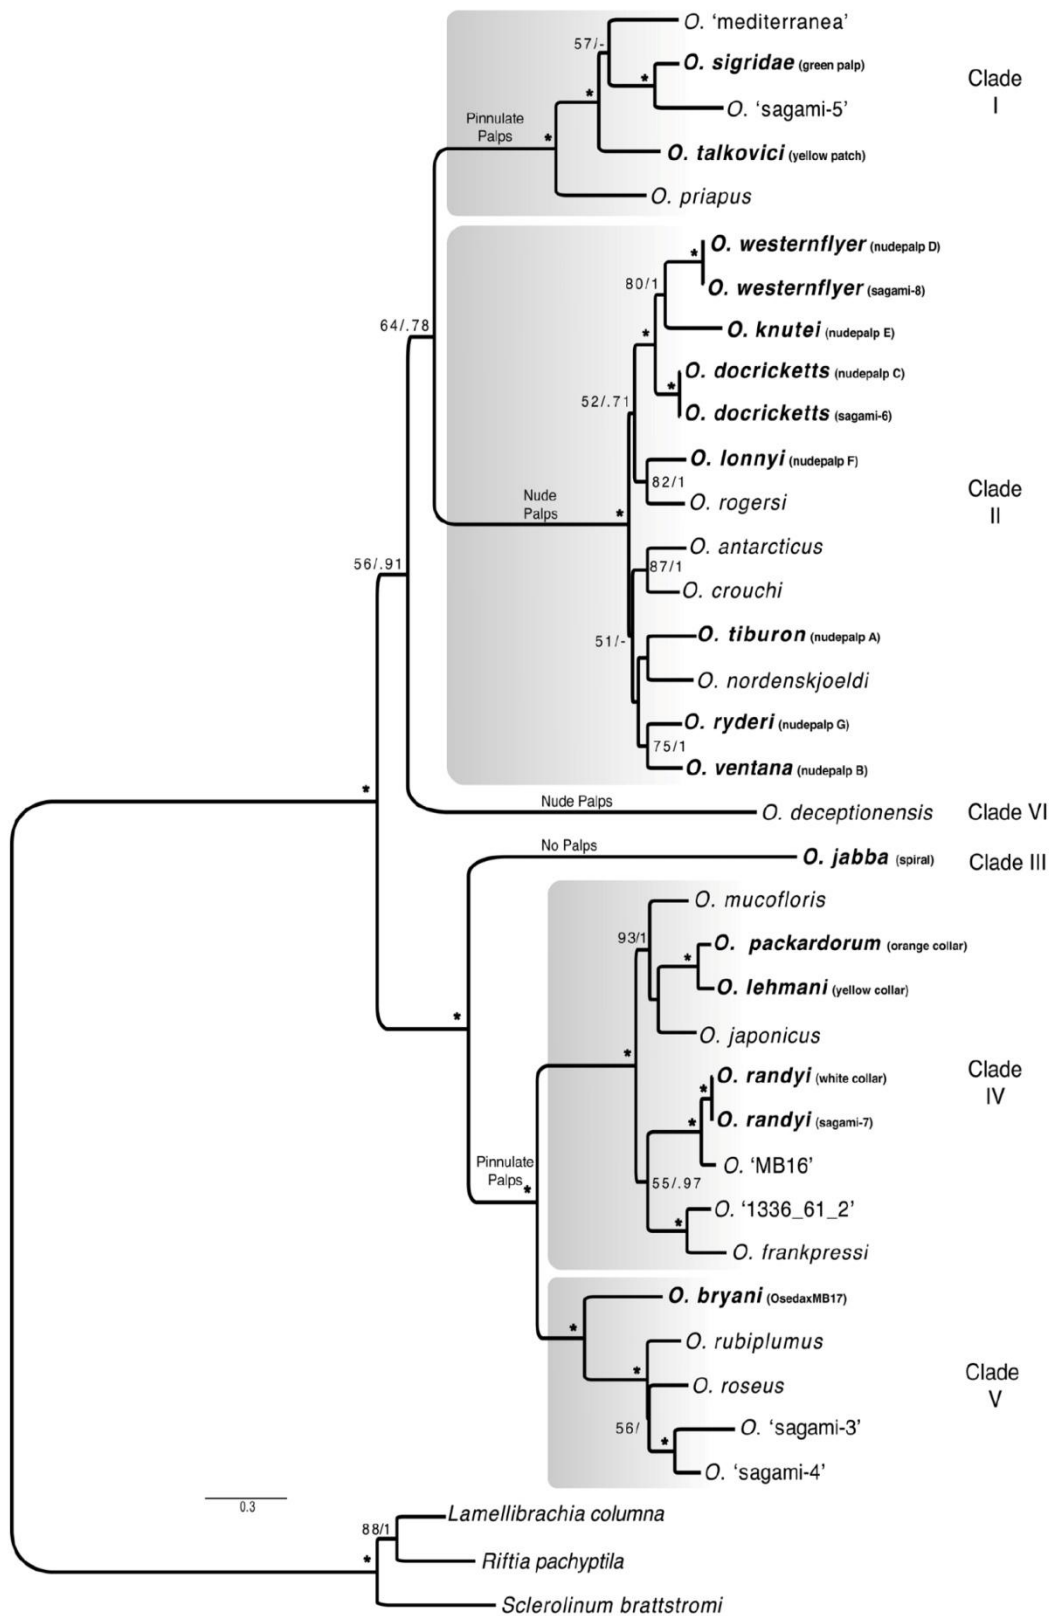 O. ‘mediterranea’
57/-
O. sigridae (green palp)
*
Clade
I
O. ‘sagami-5’
*
Pinnulate
Palps
*
O. talkovici (yellow patch)
O. priapus
O. westernflyer (nudepalp D)
*
80/1
O. westernflyer (sagami-8)
64/.78
*
O. knutei (nudepalp E)
O. docricketts (nudepalp C)
*
52/.71
O. docricketts (sagami-6)
O. lonnyi (nudepalp F)
82/1
Clade
II
Nude
Palps
*
O. rogersi
O. antarcticus
56/.91
87/1
O. crouchi
51/-
O. tiburon (nudepalp A)
O. nordenskjoeldi
O. ryderi (nudepalp G)
75/1
O. ventana (nudepalp B)
*
Nude Palps
O. deceptionensis
Clade VI
No Palps
O. jabba (spiral)
Clade III
O. mucofloris
93/1
O. packardorum (orange collar)
*
O. lehmani (yellow collar)
*
O. japonicus
*
O. randyi (white collar)
*
Clade
IV
O. randyi (sagami-7)
*
Pinnulate
Palps
*
O. ‘MB16’
55/.97
O. ‘1336_61_2’
*
O. frankpressi
O. bryani (OsedaxMB17)
*
O. rubiplumus
*
Clade
V
O. roseus
56/
O. ‘sagami-3’
*
O. ‘sagami-4’
0.3
Lamellibrachia columna
88/1
*
Riftia pachyptila
Sclerolinum brattstromi